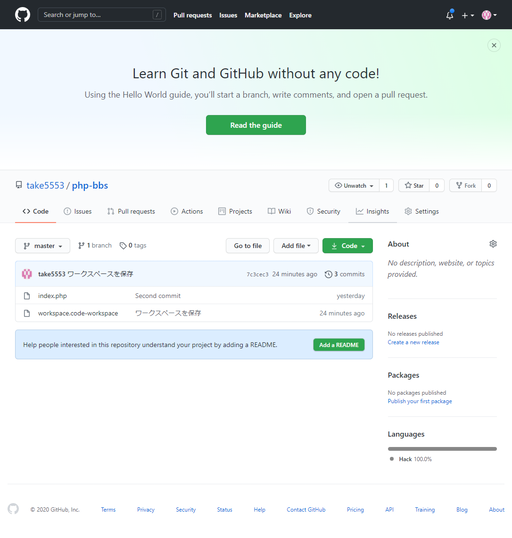 Search or jump to...
/
Pull requests Issues Marketplace Explore
Learn Git and GitHub without any code!
Using the Hello World guide, you'll start a branch, write comments, and open a pull request.
Read the guide
take5553 / php-bbs
Unwatch 1 Star 0 Fork 0
Code Issues Pull requests Actions Projects Wiki Security Insights Settings
master 1 branch 0 tags Go to file Add file Code
take5553 ワークスペースを保存 7c3cec3 24 minutes ago 3 commits
index.php Second commit yesterday
workspace.code-workspace ワークスペースを保存 24 minutes ago
Help people interested in this repository understand your project by adding a README. Add a README
About
No description, website, or topics
provided.
Releases
No releases published
Create a new release
Packages
No packages published
Publish your first package
Languages
Hack 100.0%
© 2020 GitHub, Inc. Terms Privacy Security Status Help Contact GitHub Pricing API Training Blog About